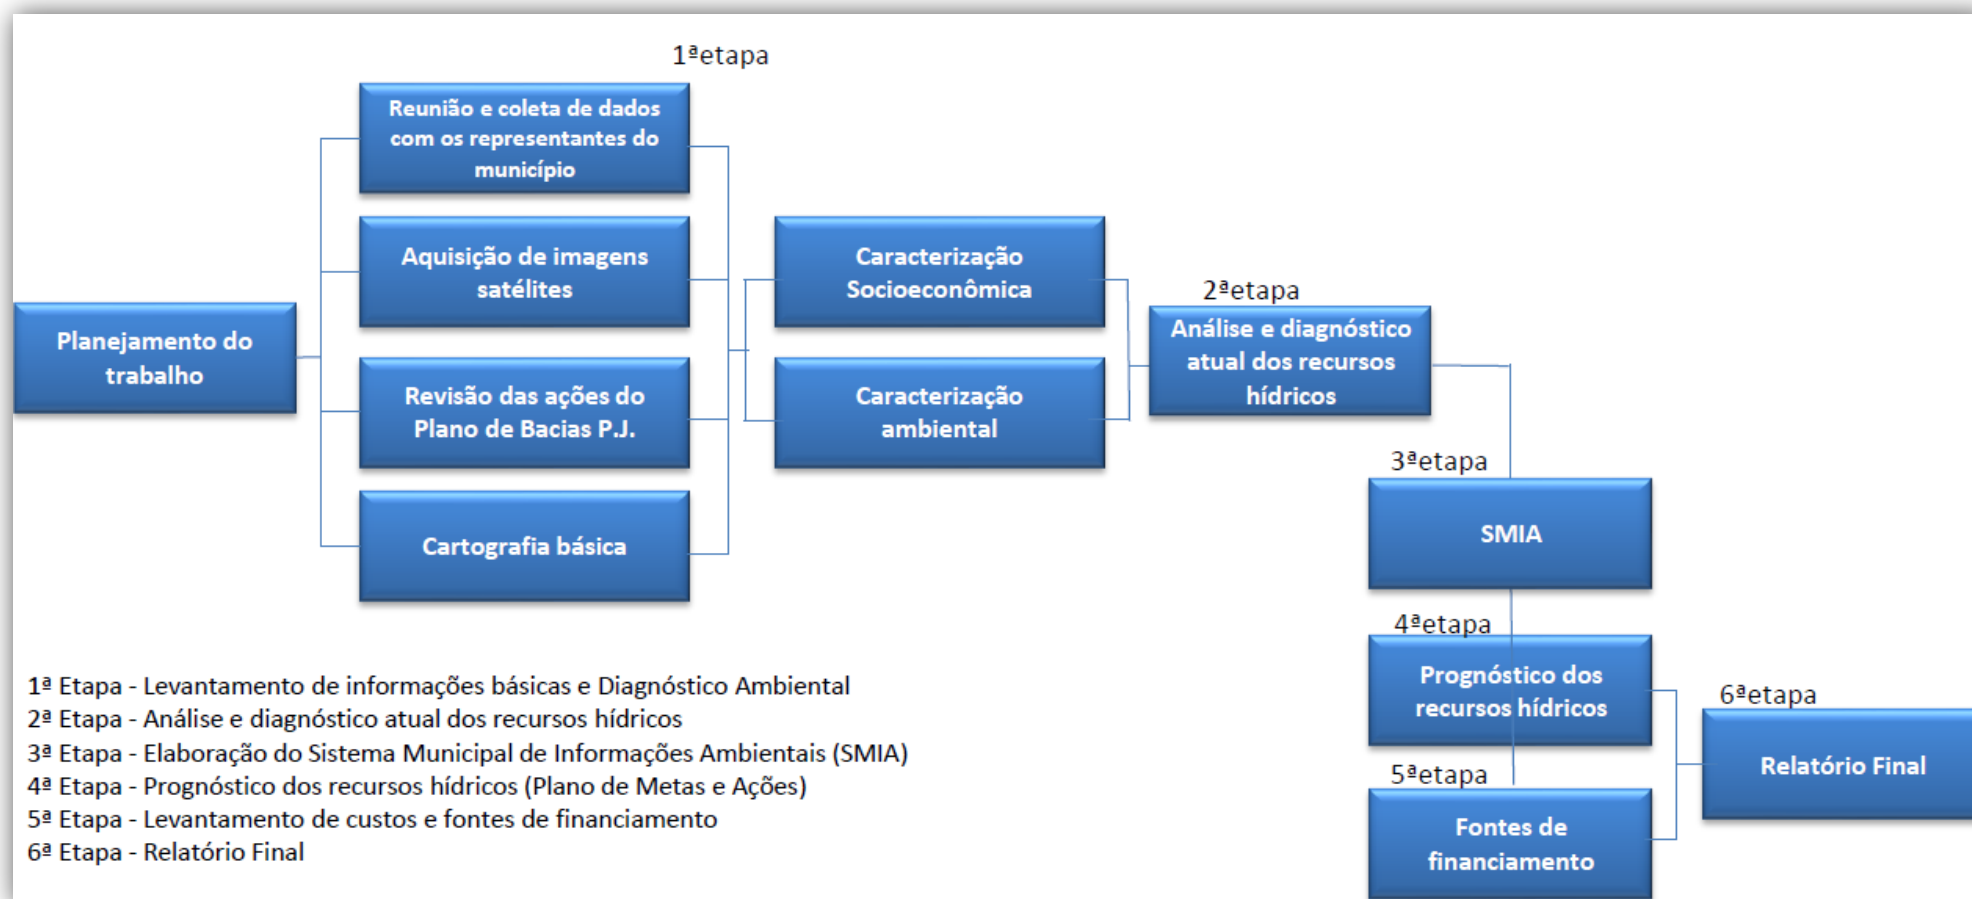 1ªetapa
Reunião e coleta de dados
com os representantes do
município
Aquisição de imagens
satélites
Caracterização
Socioeconômica
2ªetapa
Planejamento do
trabalho
Análise e diagnóstico
atual dos recursos
hídricos
Revisão das ações do
Plano de Bacias P.J.
Caracterização
ambiental
3ªetapa
Cartografia básica
SMIA
4ªetapa
Prognóstico dos
recursos hídricos
6ªetapa
Relatório Final
5ªetapa
Fontes de
financiamento
1ª Etapa - Levantamento de informações básicas e Diagnóstico Ambiental
2ª Etapa - Análise e diagnóstico atual dos recursos hídricos
3ª Etapa - Elaboração do Sistema Municipal de Informações Ambientais (SMIA)
4ª Etapa - Prognóstico dos recursos hídricos (Plano de Metas e Ações)
5ª Etapa - Levantamento de custos e fontes de financiamento
6ª Etapa - Relatório Final